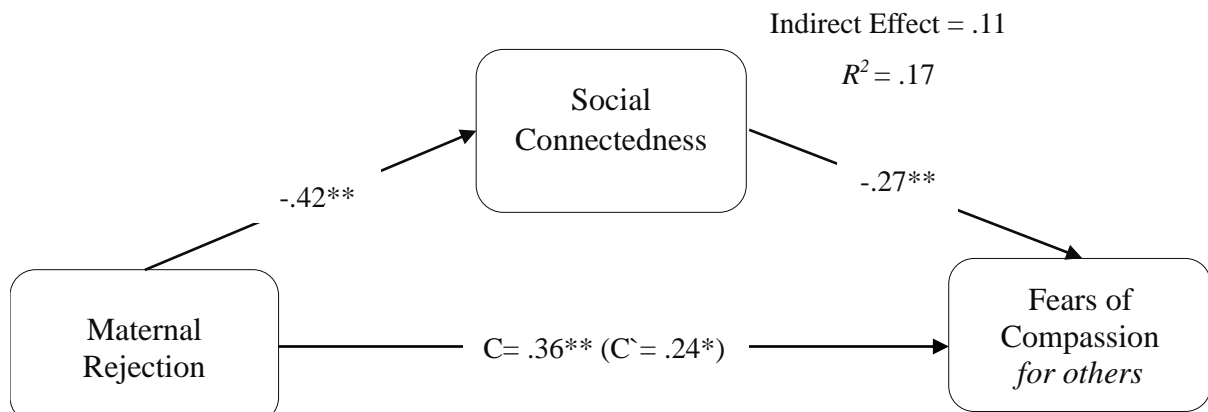 Indirect Effect = .11
R² = .17
Social
Connectedness
-.42**
-.27**
Maternal
Rejection
C= .36** (C`= .24*)
Fears of
Compassion
for others